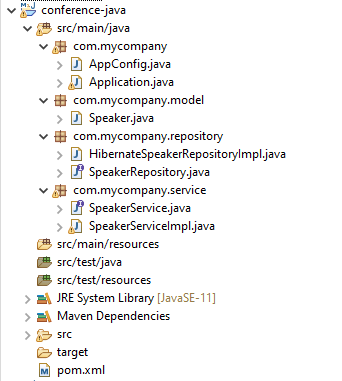 conference-java
src/main/java
com.mycompany
AppConfig.java
Application.java
com.mycompany.model
Speaker.java
com.mycompany.repository
HibernateSpeakerRepositoryImpl.java
SpeakerRepository.java
com.mycompany.service
SpeakerService.java
SpeakerServiceImpl.java
src/main/resources
src/test/java
src/test/resources
JRE System Library [JavaSE-11]
Maven Dependencies
src
target
pom.xml